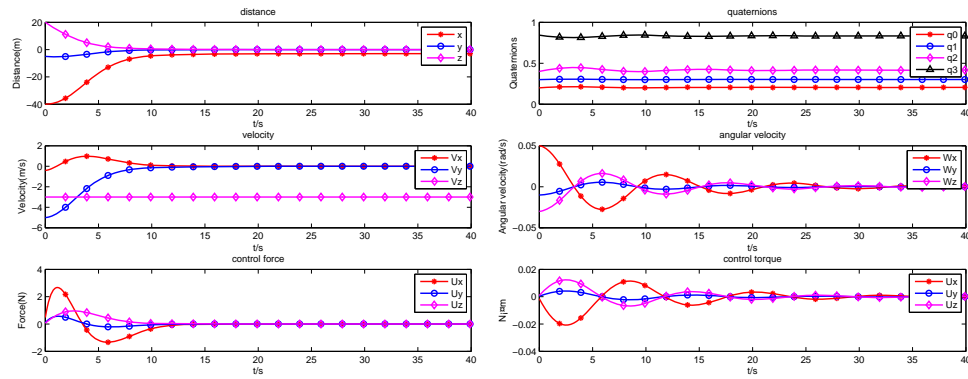 distance
Distance(m)
20
0
−20
−40
0
5
10
15
20
25
30
35
40
t/s
x
y
z
quaternions
Quaternions
1
0.5
0
0
5
10
15
20
25
30
35
40
t/s
q0
q1
q2
q3
velocity
Velocity(m/s)
2
0
−2
−4
−6
0
5
10
15
20
25
30
35
40
t/s
Vx
Vy
Vz
angular velocity
Angular velocity(rad/s)
0.05
0
−0.05
0
5
10
15
20
25
30
35
40
t/s
Wx
Wy
Wz
control force
Force(N)
4
2
0
−2
0
5
10
15
20
25
30
35
40
t/s
Ux
Uy
Uz
control torque
0.02
0
−0.02
−0.04
0
5
10
15
20
25
30
35
40
t/s
Ux
Uy
Uz